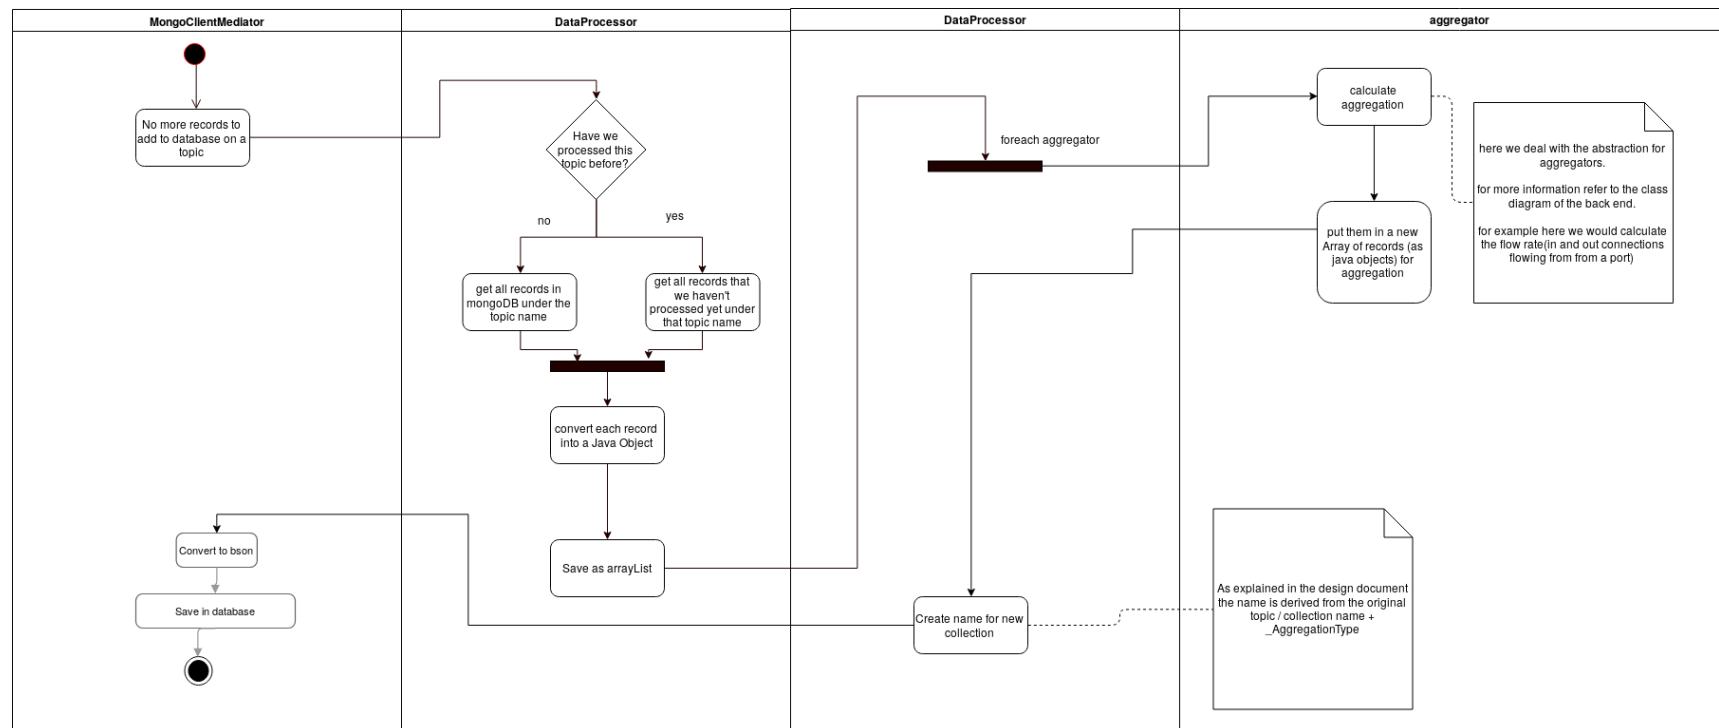 MongoClientMediator
DataProcessor
DataProcessor
aggregator
No more records to
add to database on a
topic
Have we
processed this
topic before?
no
yes
get all records in
mongoDB under the
topic name
get all records that
we haven't
processed yet under
that topic name
convert each record
into a Java Object
Save as arrayList
foreach aggregator
calculate
aggregation
here we deal with the abstraction for
aggregators.
for more information refer to the class
diagram of the back end.
for example here we would calculate
the flow rate(in and out connections
flowing from from a port)
put them in a new
Array of records (as
java objects) for
aggregation
Create name for new
collection
As explained in the design document
the name is derived from the original
topic / collection name +
_AggregationType
Convert to bson
Save in database